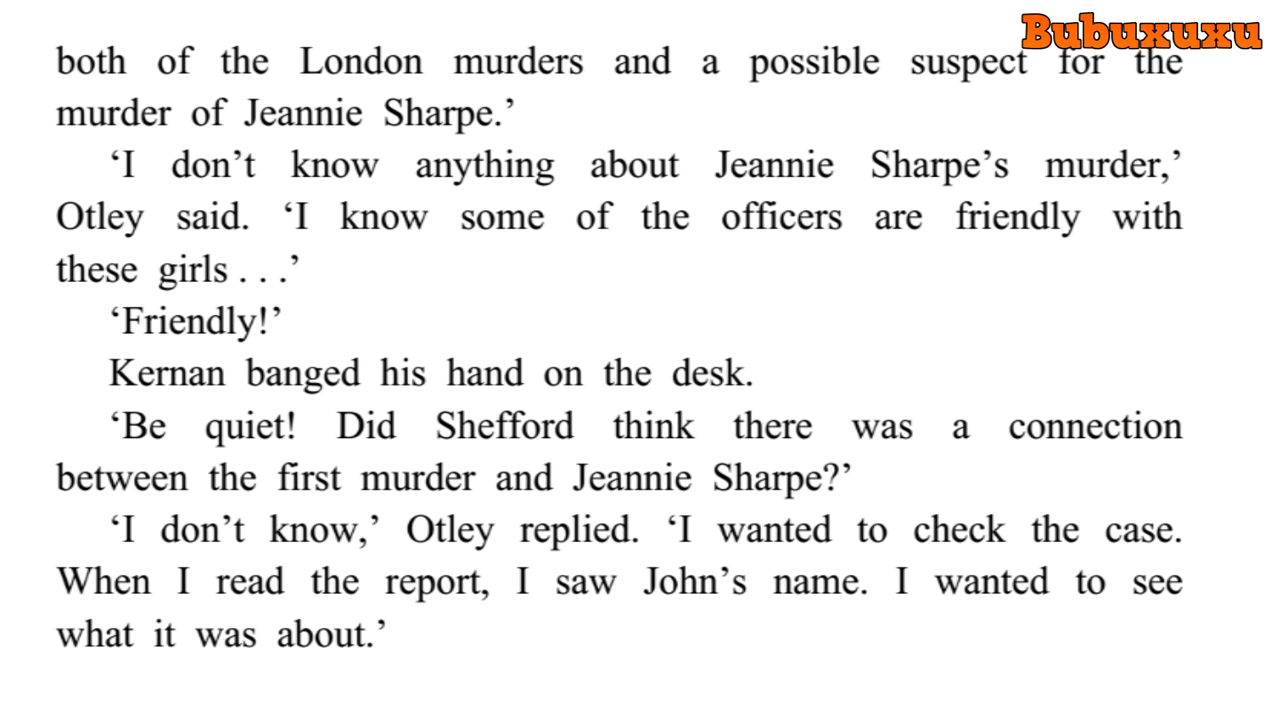 Bubuxuxu
both of the London murders and a possible suspect for the
murder of Jeannie Sharpe.’
‘I don’t know anything about Jeannie Sharpe’s murder,’
Otley said. ‘I know some of the officers are friendly with
these girls . . .’
‘Friendly!’
Kernan banged his hand on the desk.
‘Be quiet! Did Shefford think there was a connection
between the first murder and Jeannie Sharpe?’
‘I don’t know,’ Otley replied. ‘I wanted to check the case.
When I read the report, I saw John’s name. I wanted to see
what it was about.’